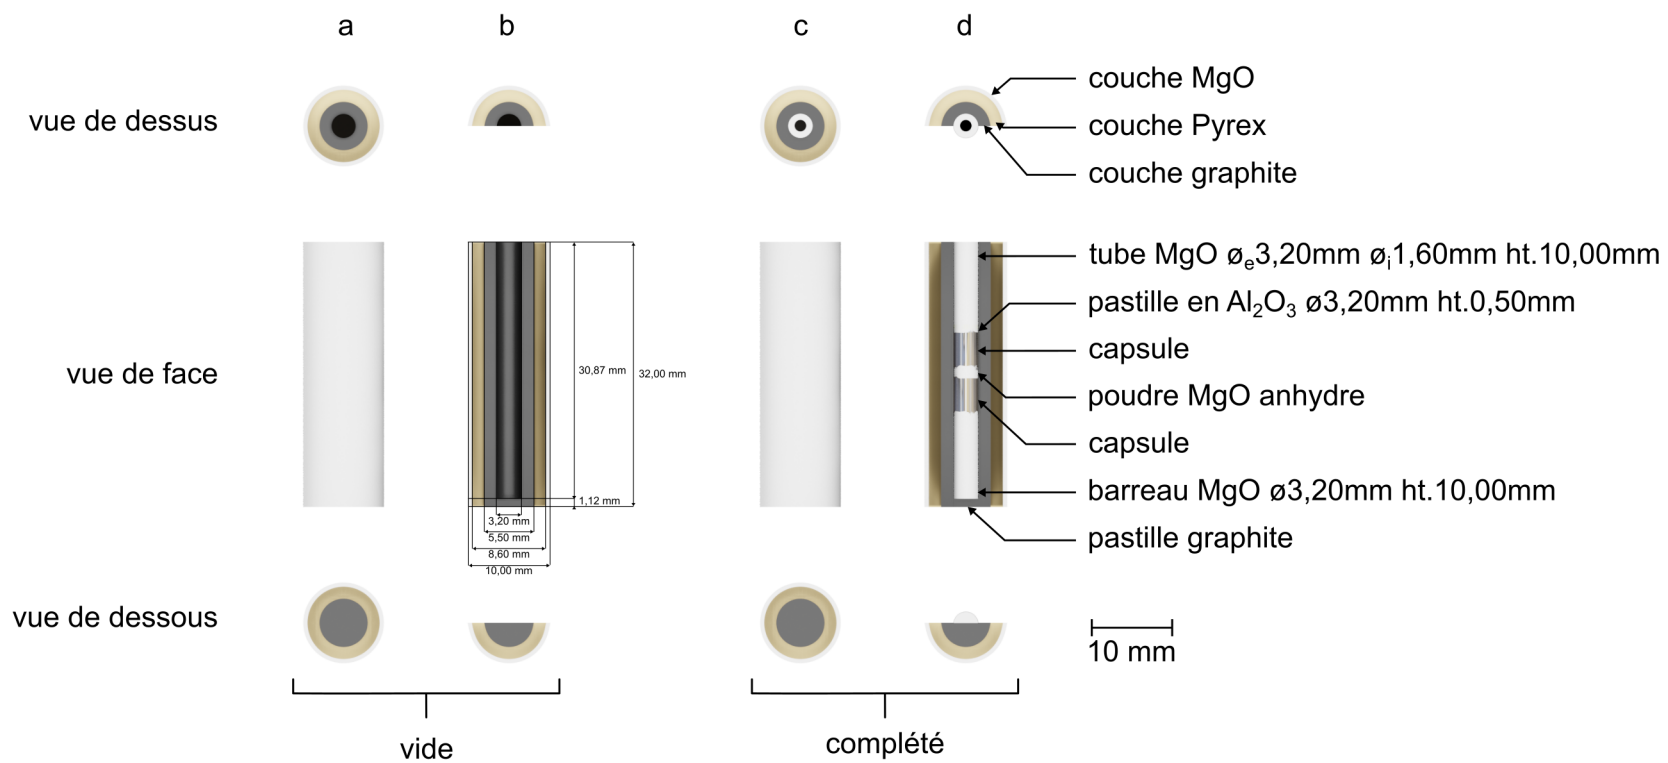 a
b
c
d
vue de dessus
couche MgO
couche Pyrex
couche graphite
vue de face
30,87 mm
32,00 mm
1,12 mm
3,20 mm
5,50 mm
8,60 mm
10,00 mm
tube MgO øe3,20mm øi1,60mm ht.10,00mm
pastille en Al2O3 ø3,20mm ht.0,50mm
capsule
poudre MgO anhydre
capsule
barreau MgO ø3,20mm ht.10,00mm
pastille graphite
vue de dessous
10 mm
vide
complété